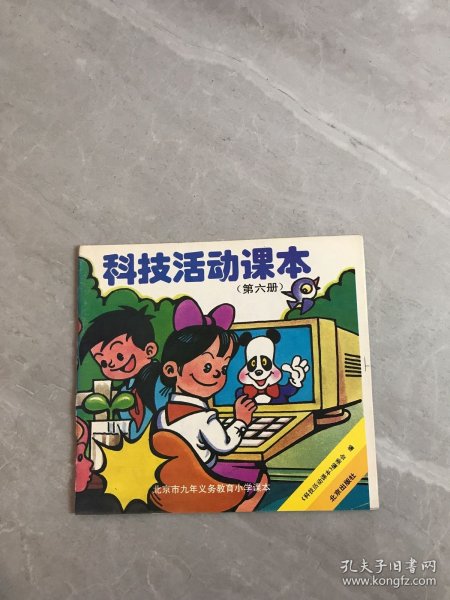 科技活动课本
（第六册）
北京市九年义务教育小学课本
《科技活动课本》编委会 编
北京出版社
孔夫子旧书网
www.kongfz.com